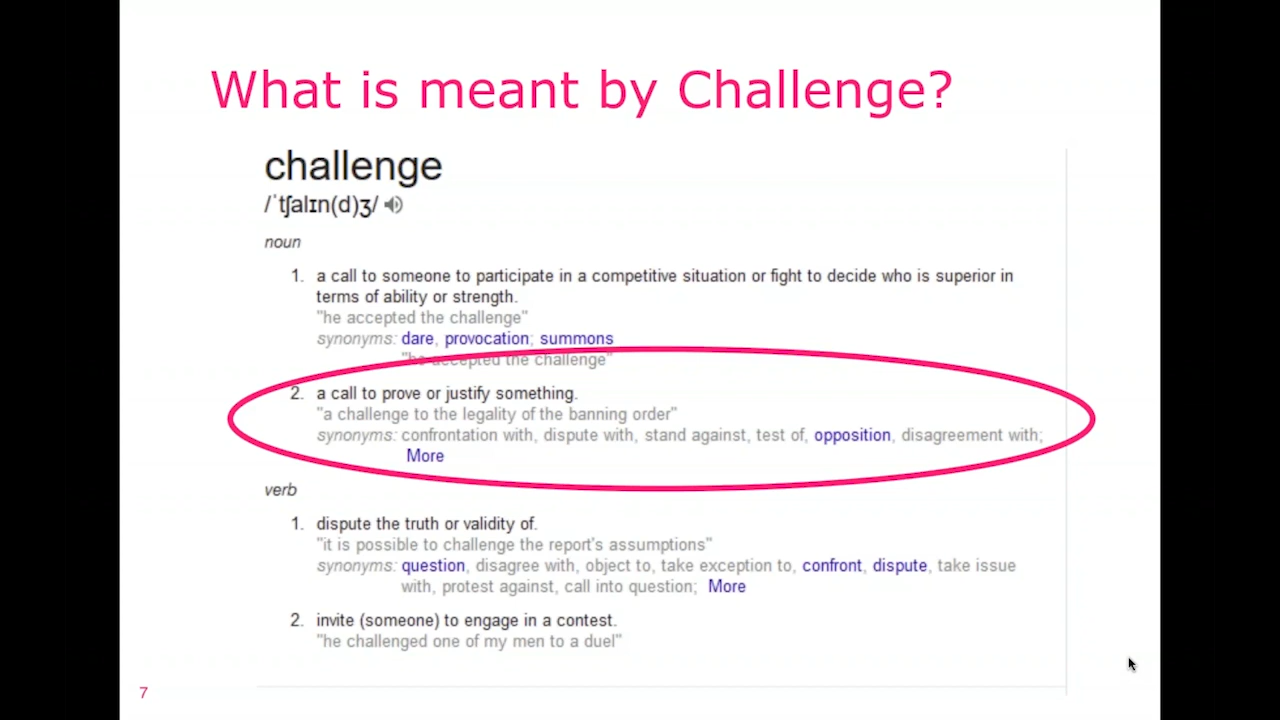 What is meant by Challenge?
challenge
/ˈtʃalɪn(d)ʒ/
noun
1. a call to someone to participate in a competitive situation or fight to decide who is superior in
terms of ability or strength.
"he accepted the challenge"
synonyms: dare, provocation; summons
"he accepted the challenge"
2. a call to prove or justify something.
"a challenge to the legality of the banning order"
synonyms: confrontation with, dispute with, stand against, test of, opposition, disagreement with;
More
verb
1. dispute the truth or validity of.
"it is possible to challenge the report's assumptions"
synonyms: question, disagree with, object to, take exception to, confront, dispute, take issue
with, protest against, call into question; More
2. invite (someone) to engage in a contest.
"he challenged one of my men to a duel"
7